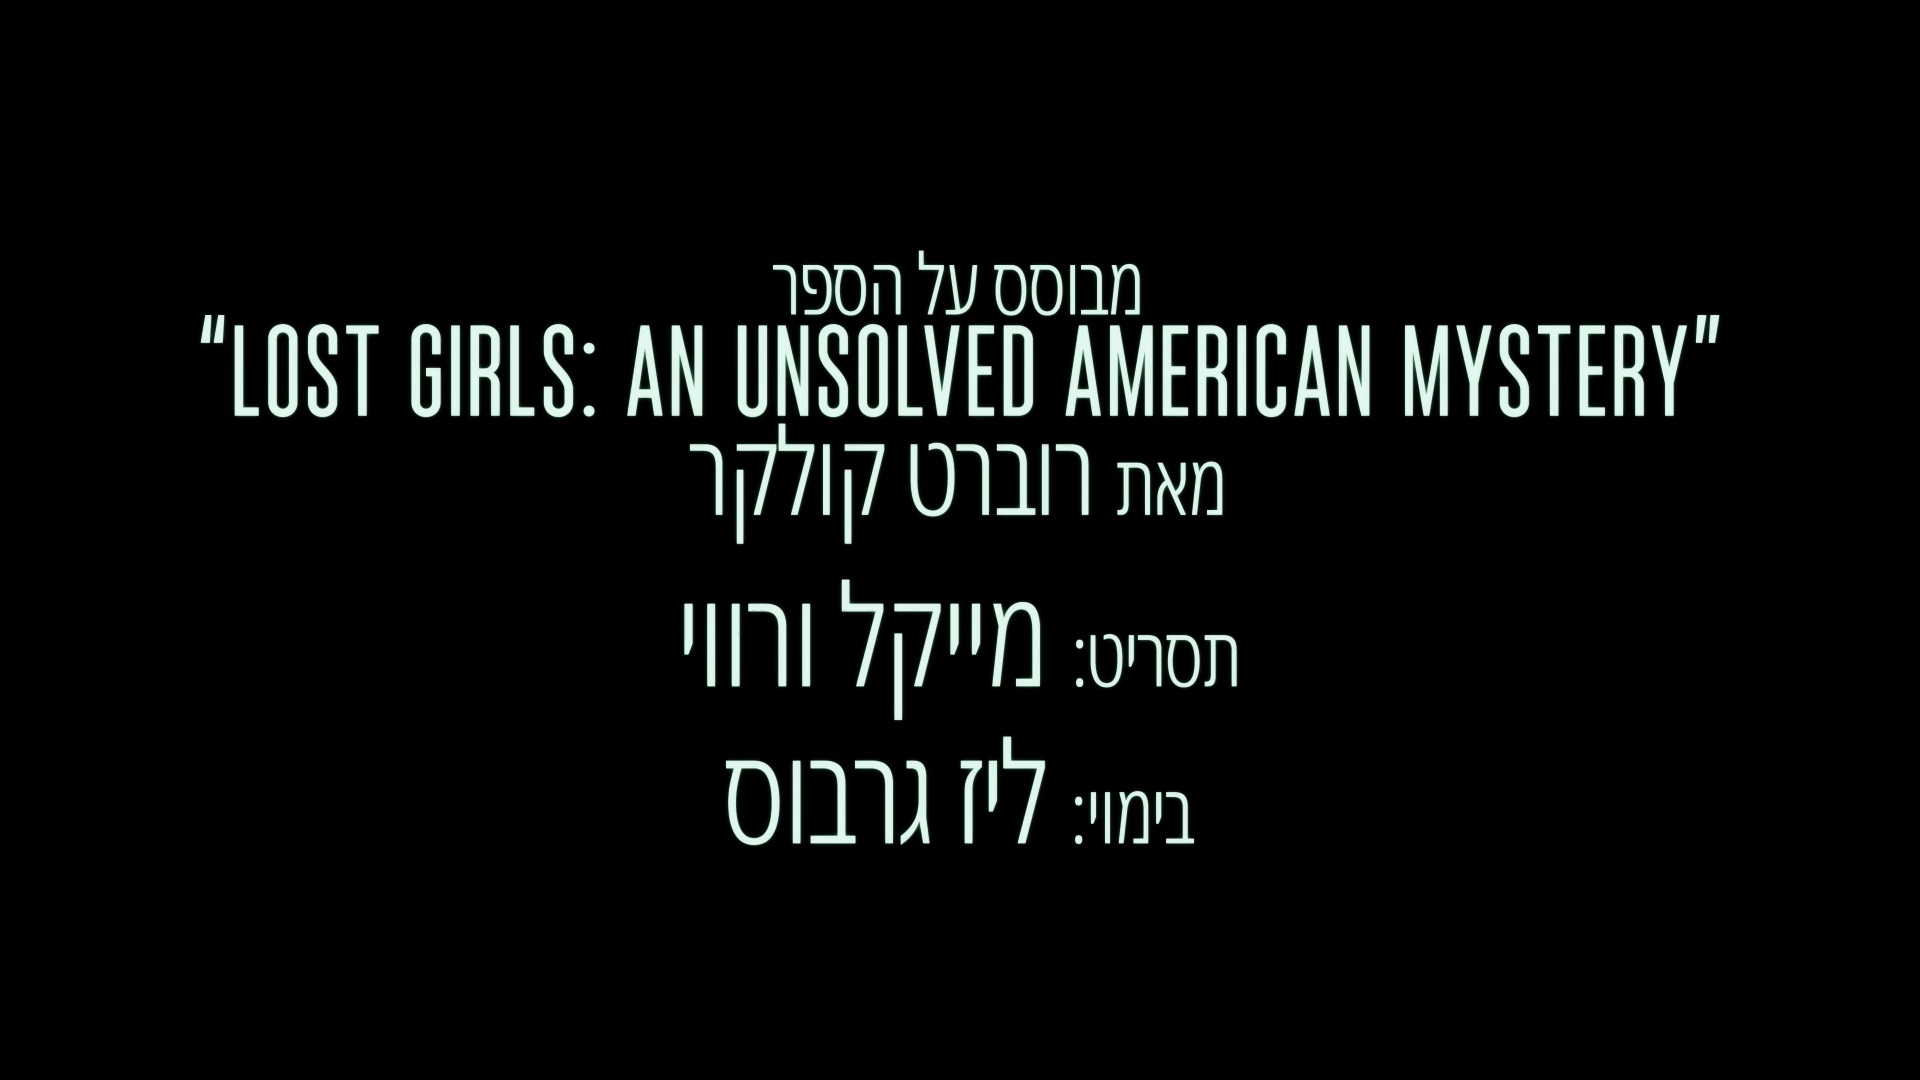 מבוסס על הספר
“LOST GIRLS: AN UNSOLVED AMERICAN MYSTERY”
מאת רוברט קולקר
תסריט: מייקל ורווי
בימוי: ליז גרבוס